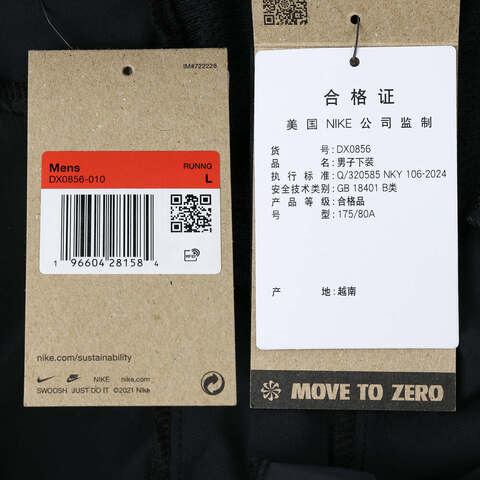 IM#722226
Mens
RUNNG
DX0856-010
L
1 96604 28158 4
RFID
nike.com/sustainability
NIKE nike.com
SWOOSH JUST DO IT ©2021 NIKE
合格证
美国 NIKE 公司监制
货号:DX0856
品名:男子下装
执行标准:Q/320585 NKY 106-2024
安全技术类别:GB 18401 B类
产品等级:合格品
号型:175/80A
产地:越南
MOVE TO ZERO